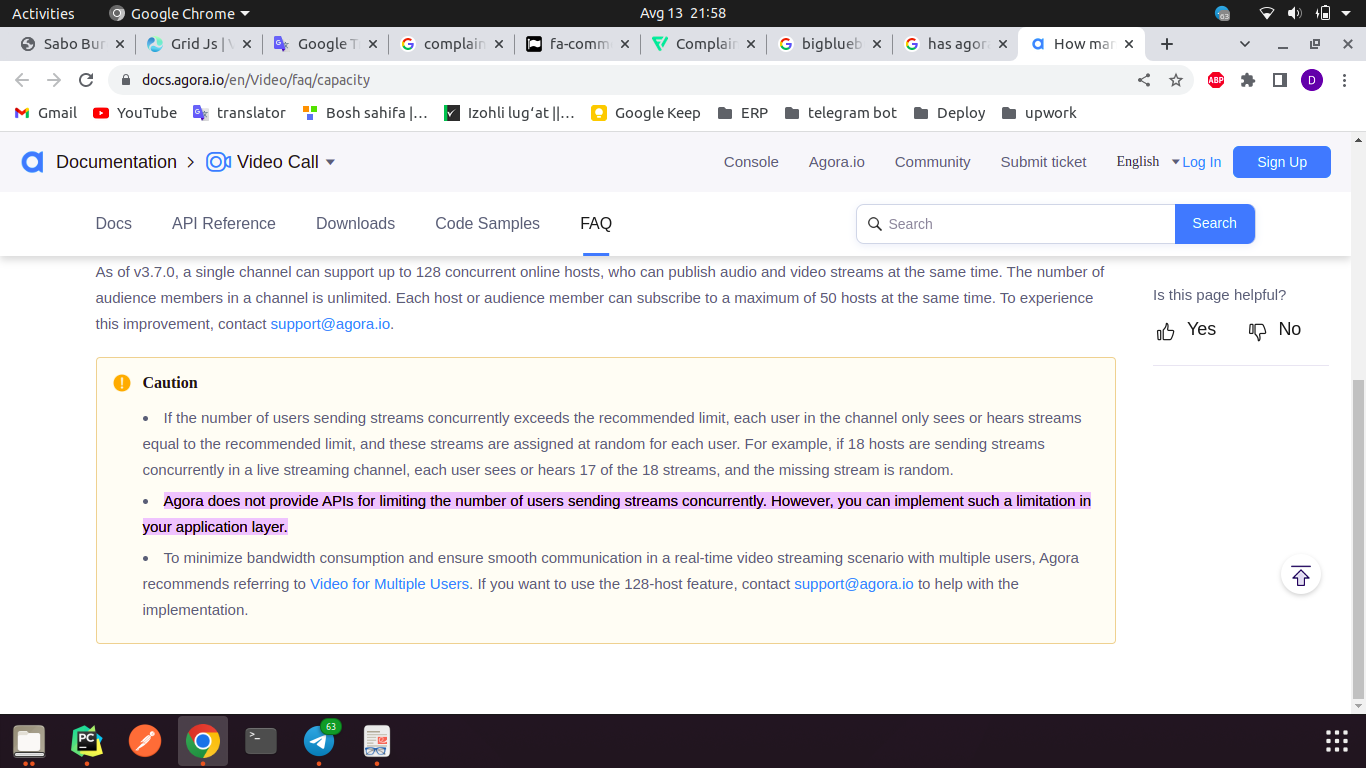 Activities Google Chrome Avg 13 21:58 63
Sabo Bur Grid Js | V Google Tr complain fa-comme Complain bigblueb has agora How mar
docs.agora.io/en/Video/faq/capacity ABP D
Gmail YouTube translator Bosh sahifa |... Izohli lugʻat ||... Google Keep ERP telegram bot Deploy upwork
Documentation > Video Call Console Agora.io Community Submit ticket English Log In Sign Up
Docs API Reference Downloads Code Samples FAQ Search Search
As of v3.7.0, a single channel can support up to 128 concurrent online hosts, who can publish audio and video streams at the same time. The number of
audience members in a channel is unlimited. Each host or audience member can subscribe to a maximum of 50 hosts at the same time. To experience
this improvement, contact support@agora.io.
Is this page helpful?
Yes No
Caution
• If the number of users sending streams concurrently exceeds the recommended limit, each user in the channel only sees or hears streams
equal to the recommended limit, and these streams are assigned at random for each user. For example, if 18 hosts are sending streams
concurrently in a live streaming channel, each user sees or hears 17 of the 18 streams, and the missing stream is random.
• Agora does not provide APIs for limiting the number of users sending streams concurrently. However, you can implement such a limitation in
your application layer.
• To minimize bandwidth consumption and ensure smooth communication in a real-time video streaming scenario with multiple users, Agora
recommends referring to Video for Multiple Users. If you want to use the 128-host feature, contact support@agora.io to help with the
implementation.
PC >_ 63